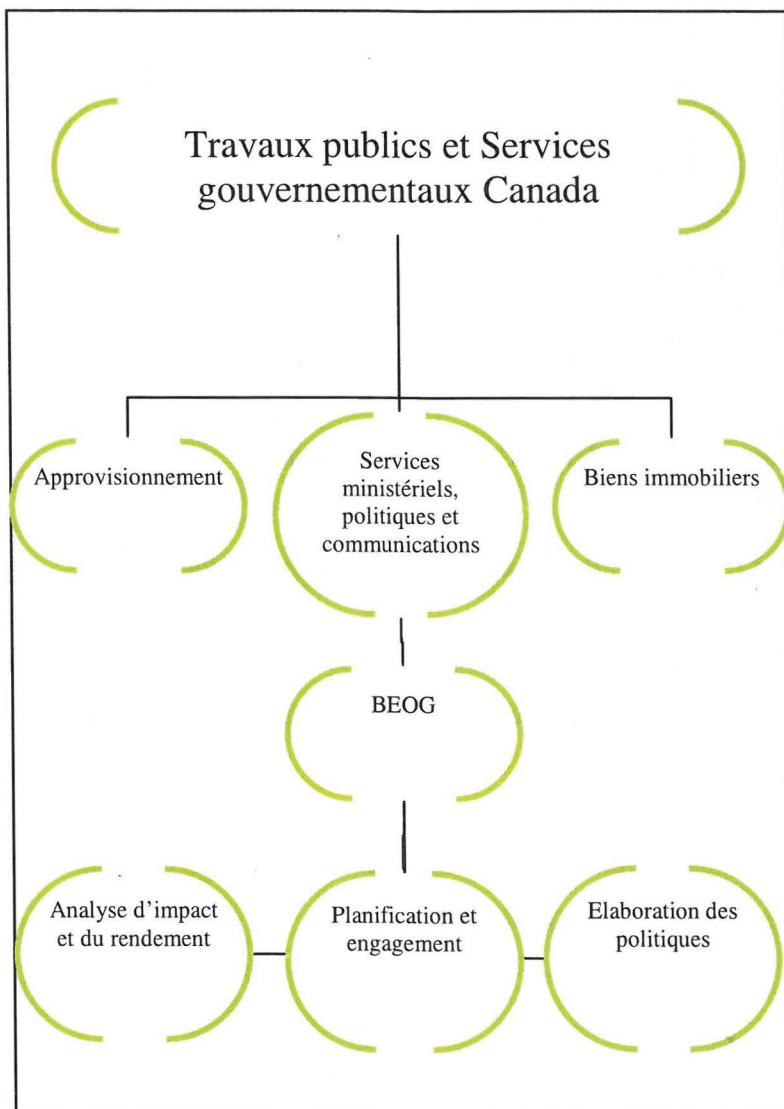 Travaux publics et Services
gouvernementaux Canada
Approvisionnement
Services
ministériels,
politiques et
communications
Biens immobiliers
BEOG
Analyse d'impact
et du rendement
Planification et
engagement
Elaboration des
politiques